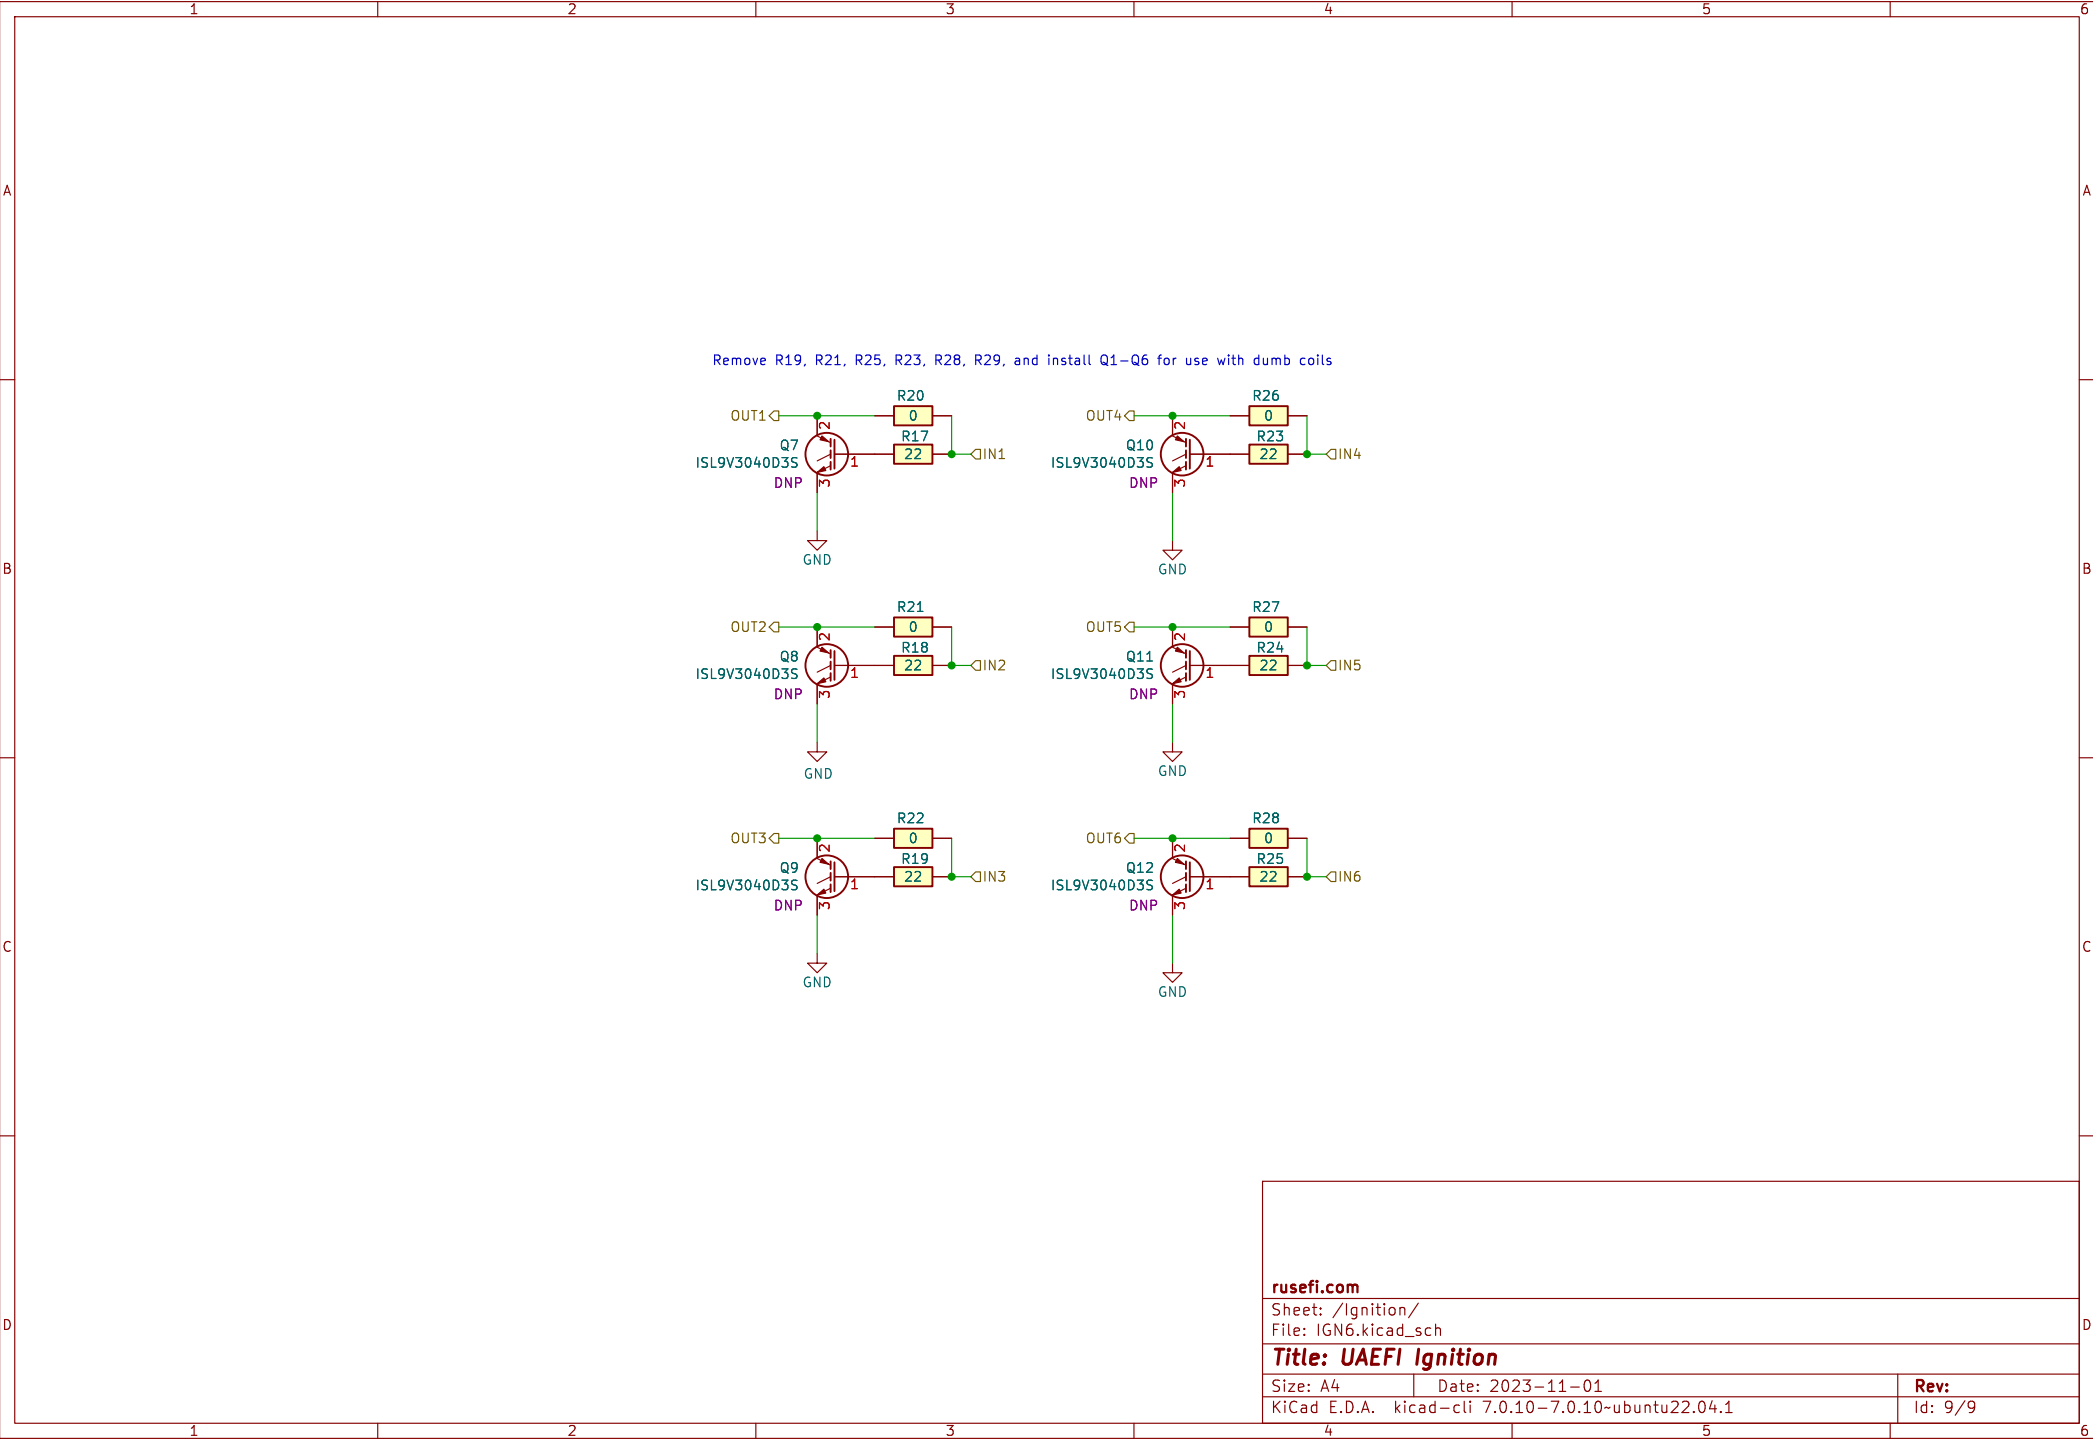 1 2 3 4 5 6
A A
Remove R19, R21, R25, R23, R28, R29, and install Q1-Q6 for use with dumb coils
OUT1 R20 0
Q7 2 R17 22 IN1
ISL9V3040D3S 1
DNP 3
GND
OUT4 R26 0
Q10 2 R23 22 IN4
ISL9V3040D3S 1
DNP 3
GND
B B
OUT2 R21 0
Q8 2 R18 22 IN2
ISL9V3040D3S 1
DNP 3
GND
OUT5 R27 0
Q11 2 R24 22 IN5
ISL9V3040D3S 1
DNP 3
GND
OUT3 R22 0
Q9 2 R19 22 IN3
ISL9V3040D3S 1
DNP 3
GND
OUT6 R28 0
Q12 2 R25 22 IN6
ISL9V3040D3S 1
DNP 3
GND
C C
rusefi.com
Sheet: /Ignition/
File: IGN6.kicad_sch
D D
Title: UAEFI Ignition
Size: A4 Date: 2023-11-01 Rev:
KiCad E.D.A. kicad-cli 7.0.10-7.0.10~ubuntu22.04.1 Id: 9/9
1 2 3 4 5 6